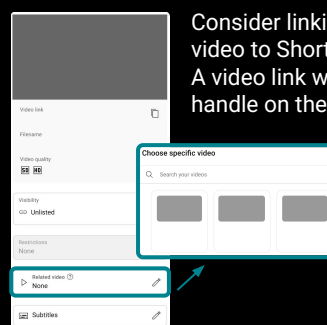 Consider linki
video to Short
A video link w
handle on the
Video link
Filename
Video quality
SD HD
Visibility
Unlisted
Restrictions
None
Related video
None
Subtitles
Choose specific video
Search your videos